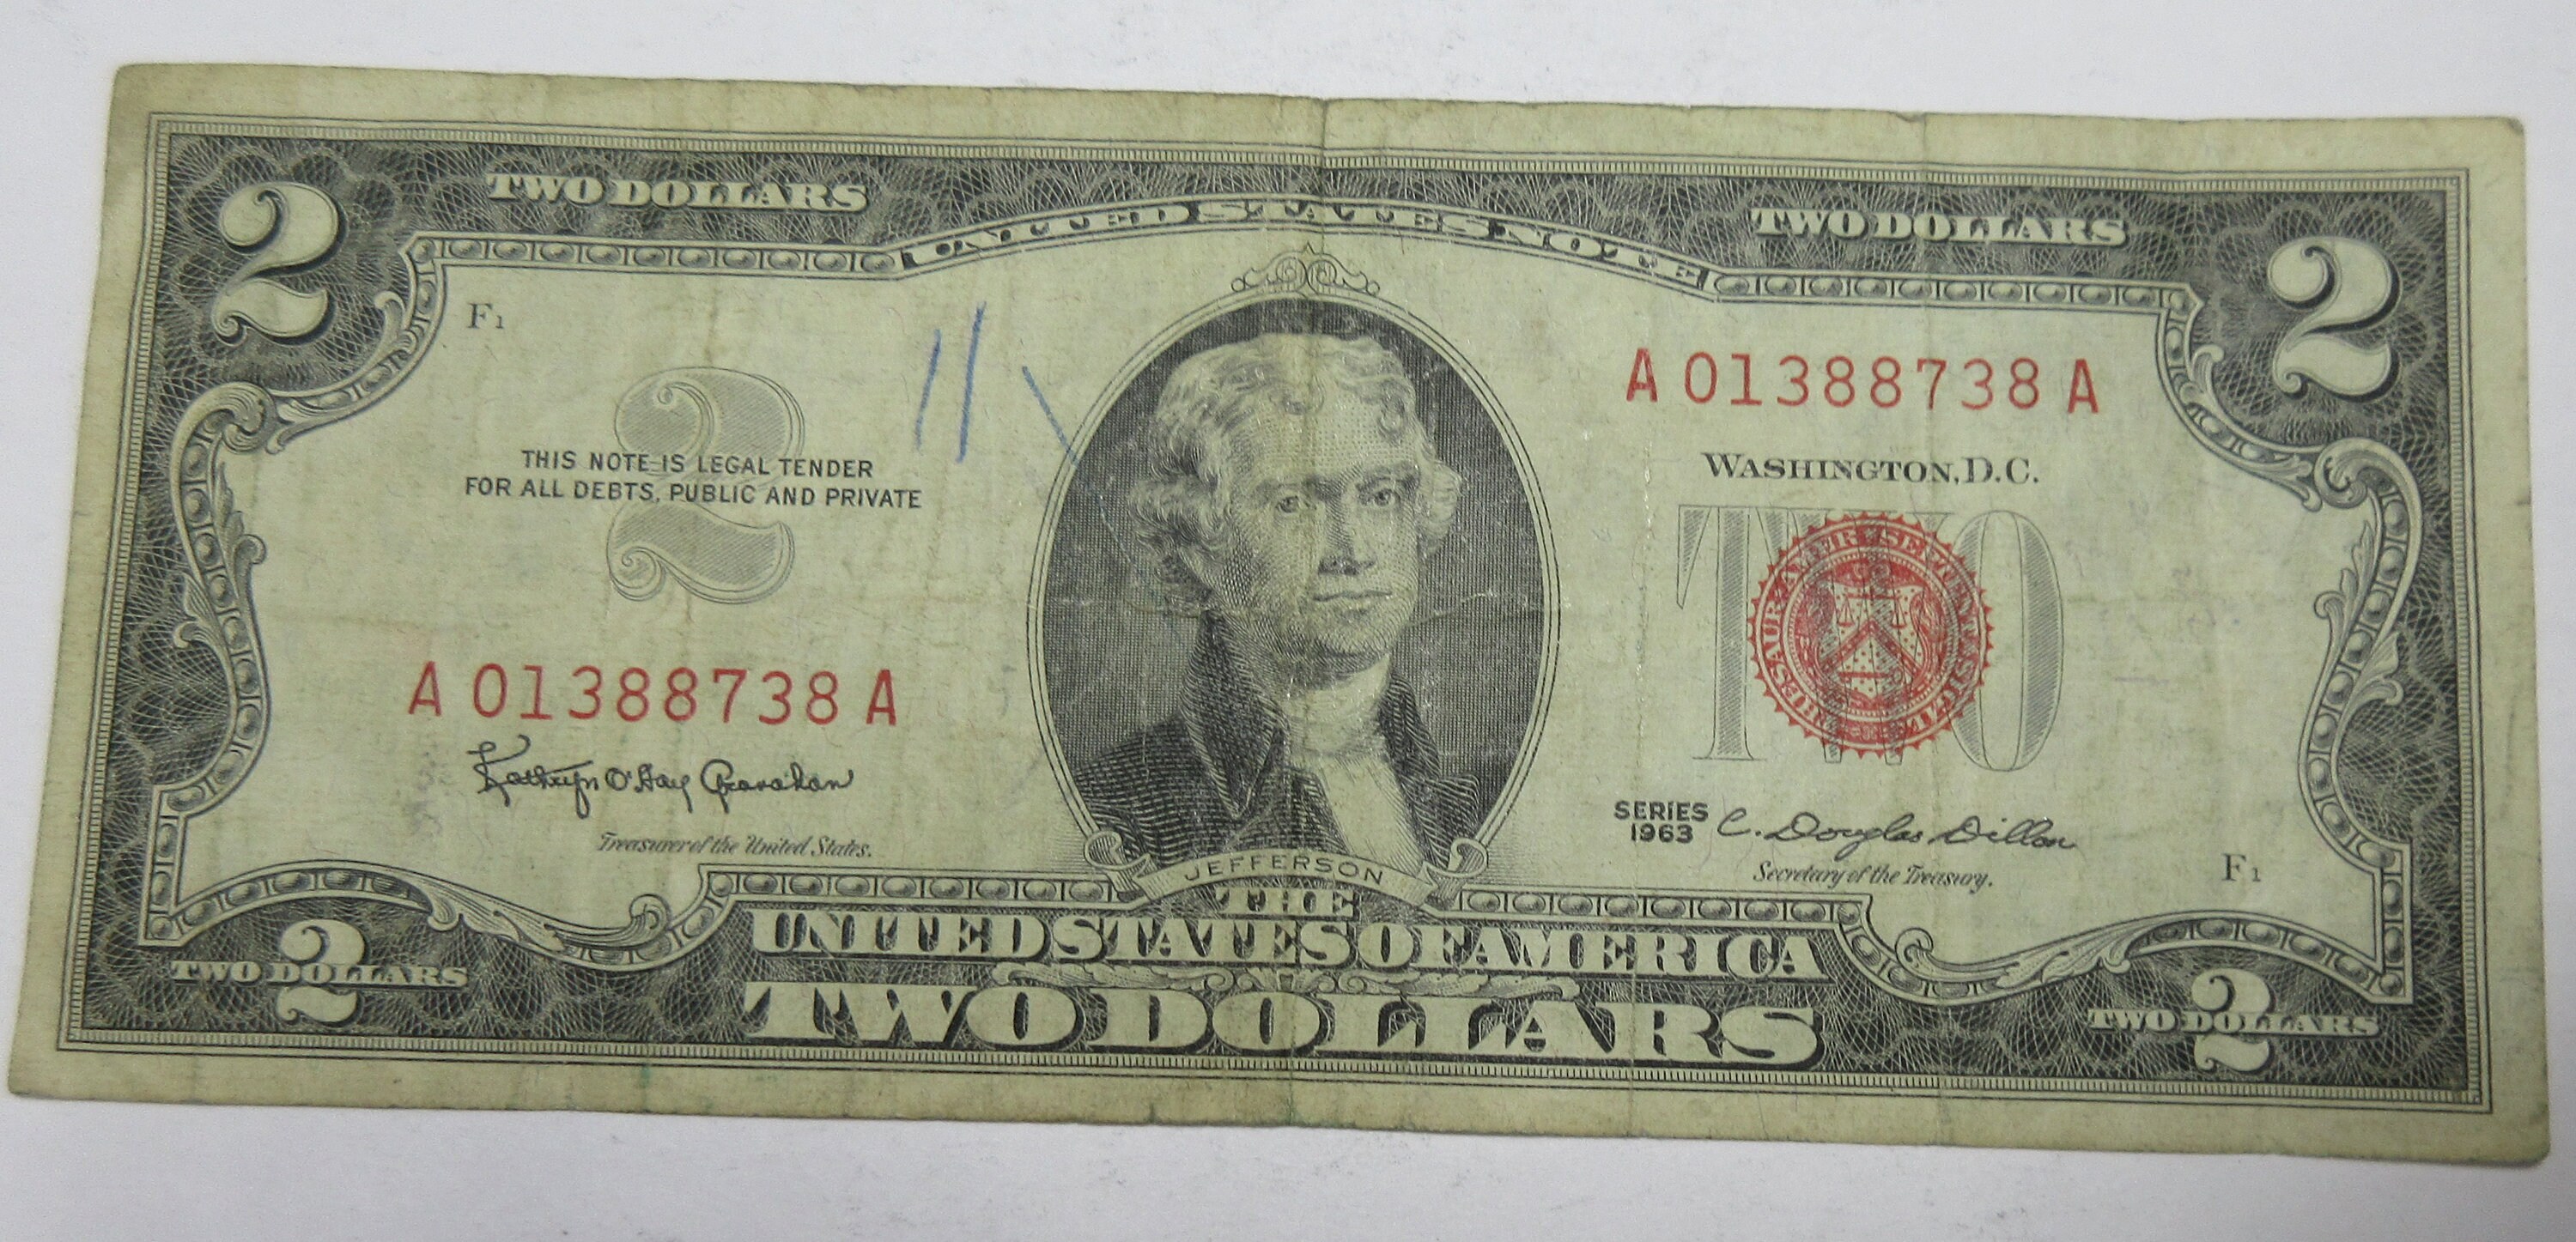 2 TWO DOLLARS UNITED STATES NOTE TWO DOLLARS 2
F1
A 01388738 A
2
THIS NOTE IS LEGAL TENDER
FOR ALL DEBTS, PUBLIC AND PRIVATE
WASHINGTON, D.C.
TWO
A 01388738 A
Kathryn O'Hay Granahan
Treasurer of the United States.
SERIES
1963
C. Douglas Dillon
Secretary of the Treasury.
F1
JEFFERSON
THE
UNITED STATES OF AMERICA
TWO DOLLARS
TWO DOLLARS 2
TWO DOLLARS 2